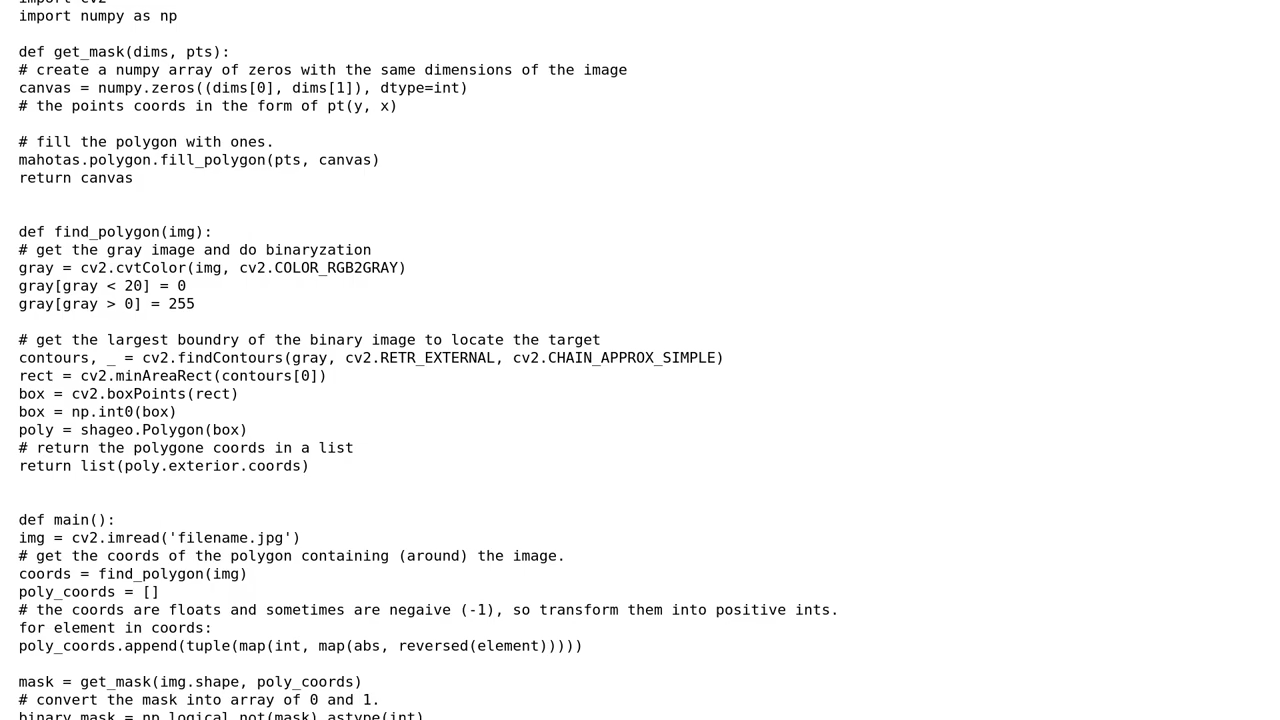 import cv2
import numpy as np

def get_mask(dims, pts):
# create a numpy array of zeros with the same dimensions of the image
canvas = numpy.zeros((dims[0], dims[1]), dtype=int)
# the points coords in the form of pt(y, x)

# fill the polygon with ones.
mahotas.polygon.fill_polygon(pts, canvas)
return canvas


def find_polygon(img):
# get the gray image and do binaryzation
gray = cv2.cvtColor(img, cv2.COLOR_RGB2GRAY)
gray[gray < 20] = 0
gray[gray > 0] = 255

# get the largest boundry of the binary image to locate the target
contours, _ = cv2.findContours(gray, cv2.RETR_EXTERNAL, cv2.CHAIN_APPROX_SIMPLE)
rect = cv2.minAreaRect(contours[0])
box = cv2.boxPoints(rect)
box = np.int0(box)
poly = shageo.Polygon(box)
# return the polygone coords in a list
return list(poly.exterior.coords)


def main():
img = cv2.imread('filename.jpg')
# get the coords of the polygon containing (around) the image.
coords = find_polygon(img)
poly_coords = []
# the coords are floats and sometimes are negaive (-1), so transform them into positive ints.
for element in coords:
poly_coords.append(tuple(map(int, map(abs, reversed(element)))))

mask = get_mask(img.shape, poly_coords)
# convert the mask into array of 0 and 1.
binary_mask = np.logical_not(mask).astype(int)